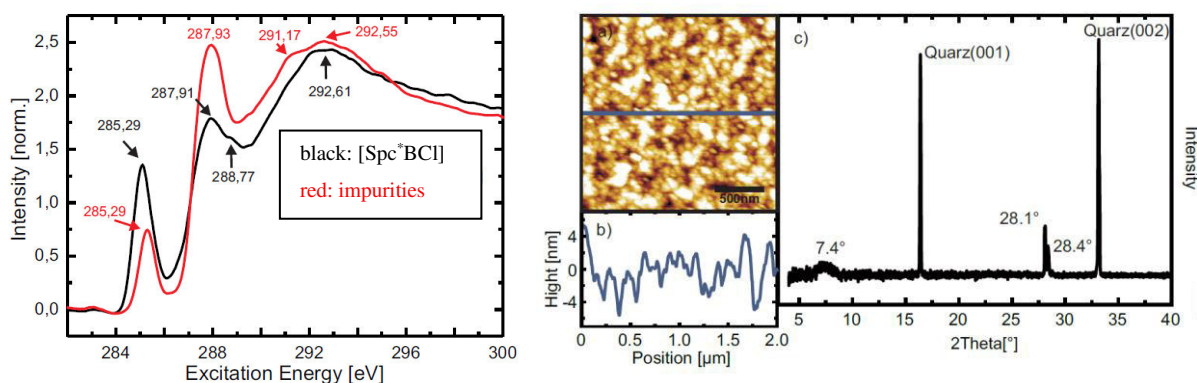 287,93
291,17
292,55
2,5
2.0
1.5
1.0
0.5
0.0
287,91
292,61
285,29
288,77
285,29
black: [Spc*BCl]
red: impurities
Intensity [norm.]
284 288 292 296 300
Excitation Energy [eV]
a)
500nm
b)
4
0
-4
Hight [nm]
0 0.5 1.0 1.5 2.0
Position [µm]
c)
Quarz(001)
Quarz(002)
7.4°
28.1°
28.4°
Intensity
5 10 15 20 25 30 35 40
2Theta[°]